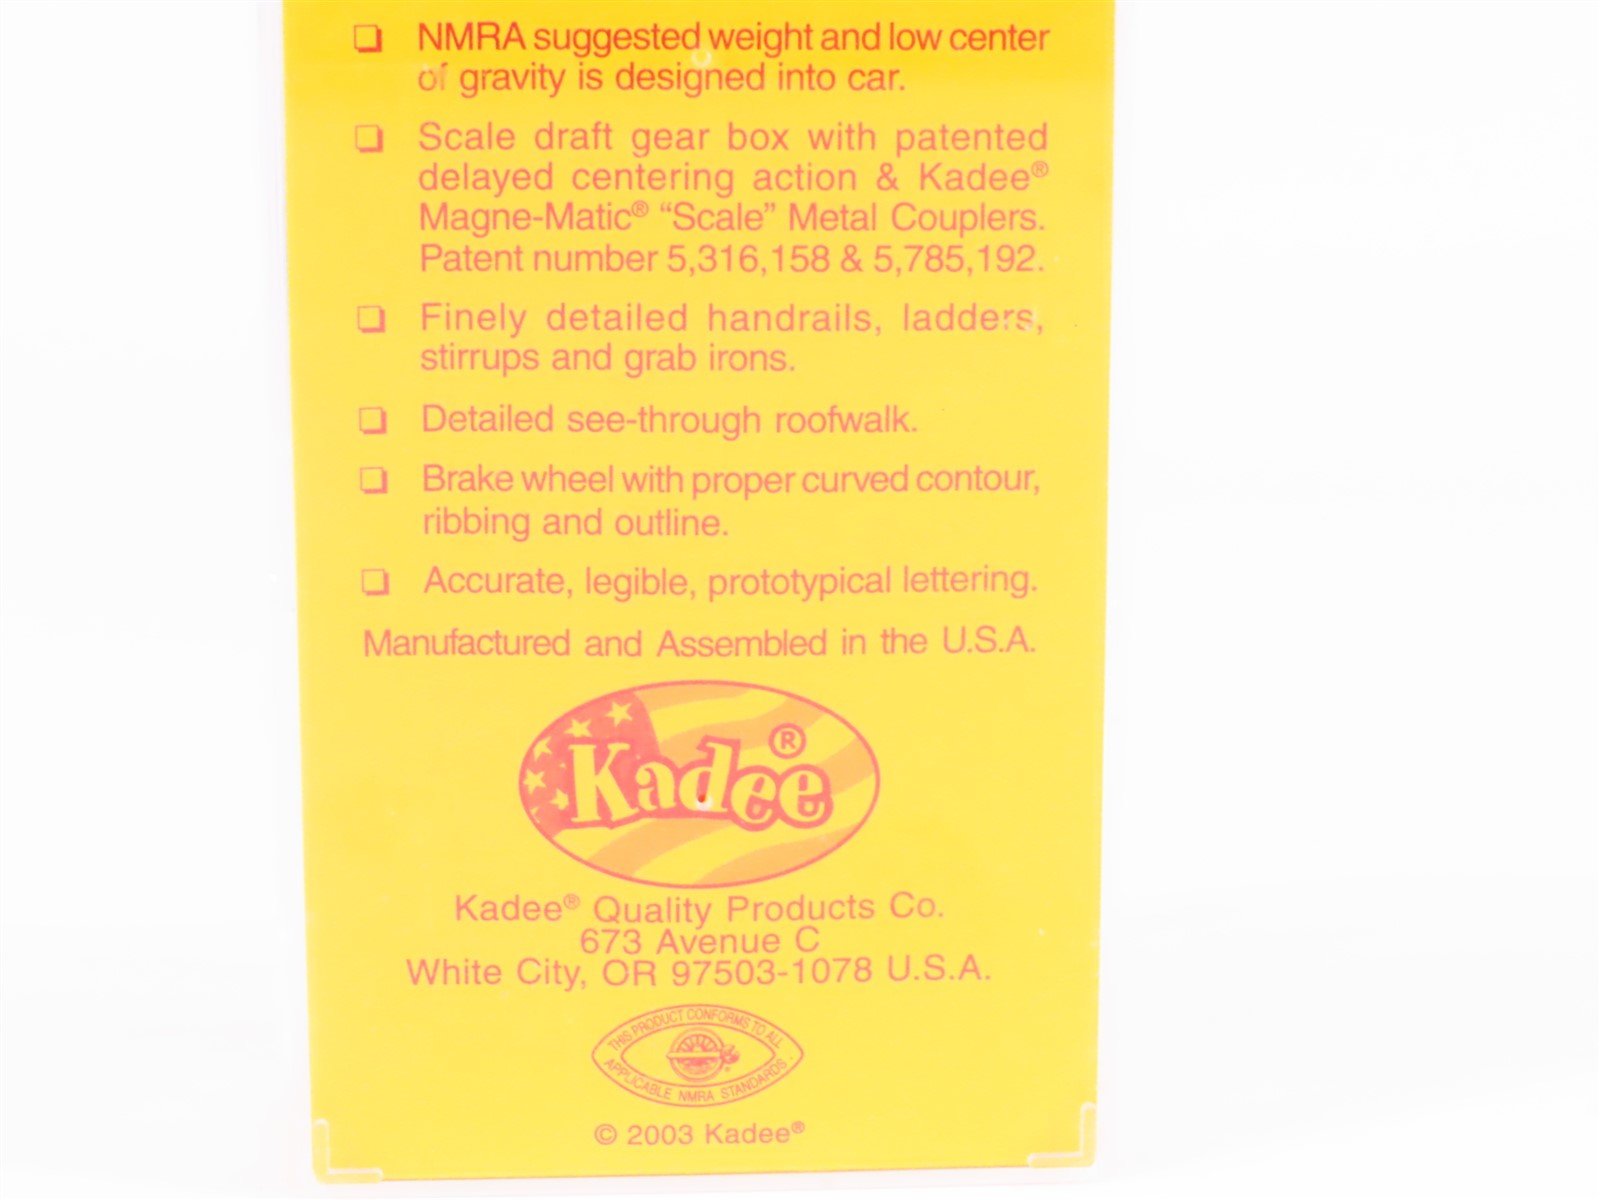 ❏ NMRA suggested weight and low center
of gravity is designed into car.
❏ Scale draft gear box with patented
delayed centering action & Kadee®
Magne-Matic® “Scale” Metal Couplers.
Patent number 5,316,158 & 5,785,192.
❏ Finely detailed handrails, ladders,
stirrups and grab irons.
❏ Detailed see-through roofwalk.
❏ Brake wheel with proper curved contour,
ribbing and outline.
❏ Accurate, legible, prototypical lettering.
Manufactured and Assembled in the U.S.A.
Kadee®
Kadee® Quality Products Co.
673 Avenue C
White City, OR 97503-1078 U.S.A.
THIS PRODUCT CONFORMS TO ALL
APPLICABLE NMRA STANDARDS.
© 2003 Kadee®